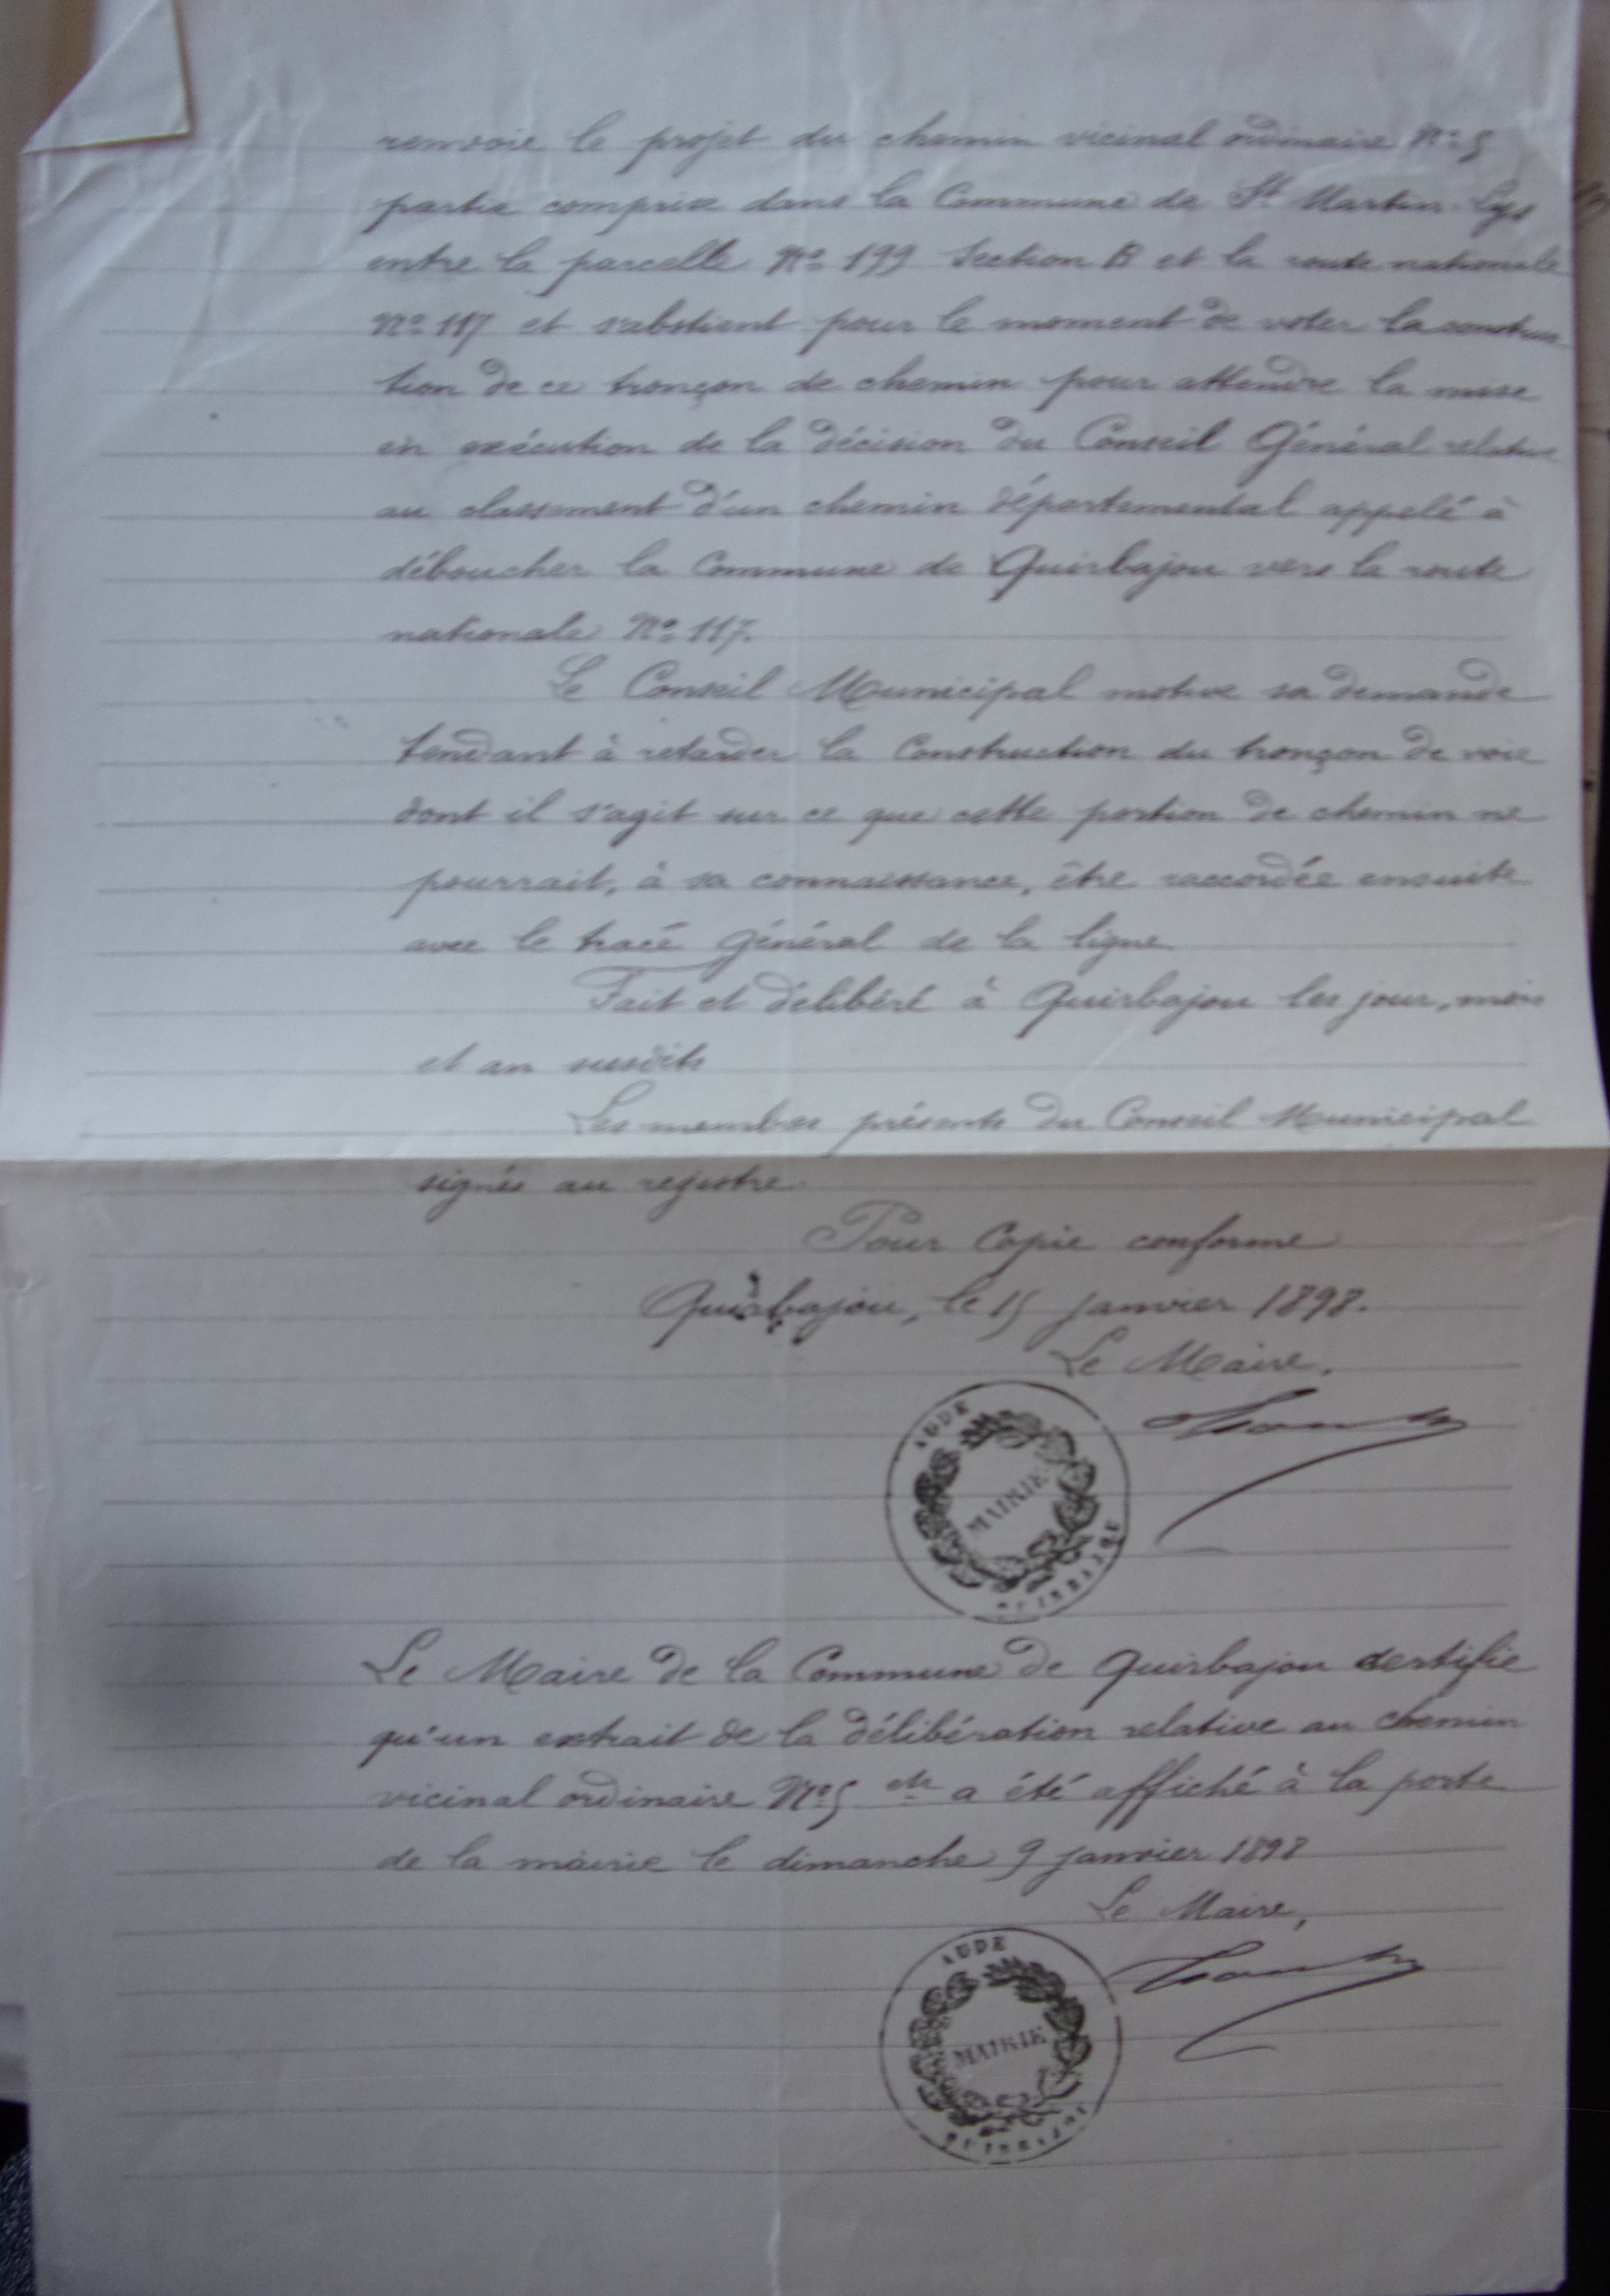 renvoie le projet du chemin vicinal ordinaire No 5
partie comprise dans la Commune de St Martin-Lys
entre la parcelle No 199 Section B et la route nationale
No 117 et s'abstient pour le moment de voter la construc-
tion de ce tronçon de chemin pour attendre la mise
en exécution de la décision du Conseil Général relative
au classement d'un chemin départemental appelé à
déboucher la Commune de Quirbajou vers la route
nationale No 117.
Le Conseil Municipal motive sa demande
tendant à retarder la Construction du tronçon de voie
dont il s'agit sur ce que cette portion de chemin ne
pourrait, à sa connaissance, être raccordée ensuite
avec le tracé Général de la ligne
Fait et délibéré à Quirbajou les jour, mois
et an susdits
Les membres présents du Conseil Municipal
signés au registre.
Pour Copie conforme
Quirbajou, le 15 janvier 1898.
Le Maire,
AUDE
MAIRIE
QUIRBAJOU
Le Maire de la Commune de Quirbajou certifie
qu'un extrait de la délibération relative au chemin
vicinal ordinaire No 5 etc a été affiché à la porte
de la mairie le dimanche 9 janvier 1898
Le Maire,
AUDE
MAIRIE
QUIRBAJOU